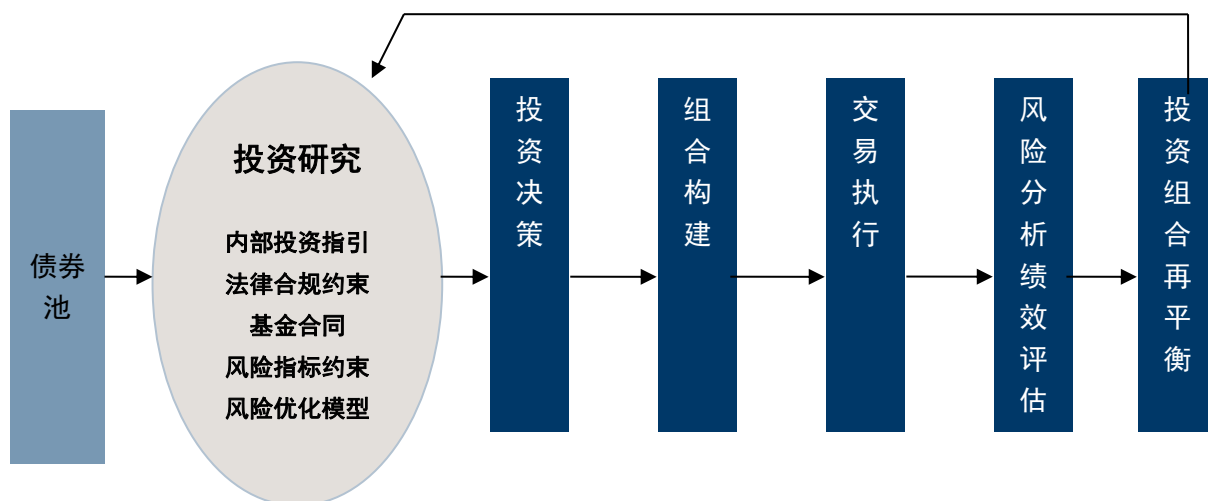 债券
池
投资研究
内部投资指引
法律合规约束
基金合同
风险指标约束
风险优化模型
投资决策
组合构建
交易执行
风险分析绩效评估
投资组合再平衡